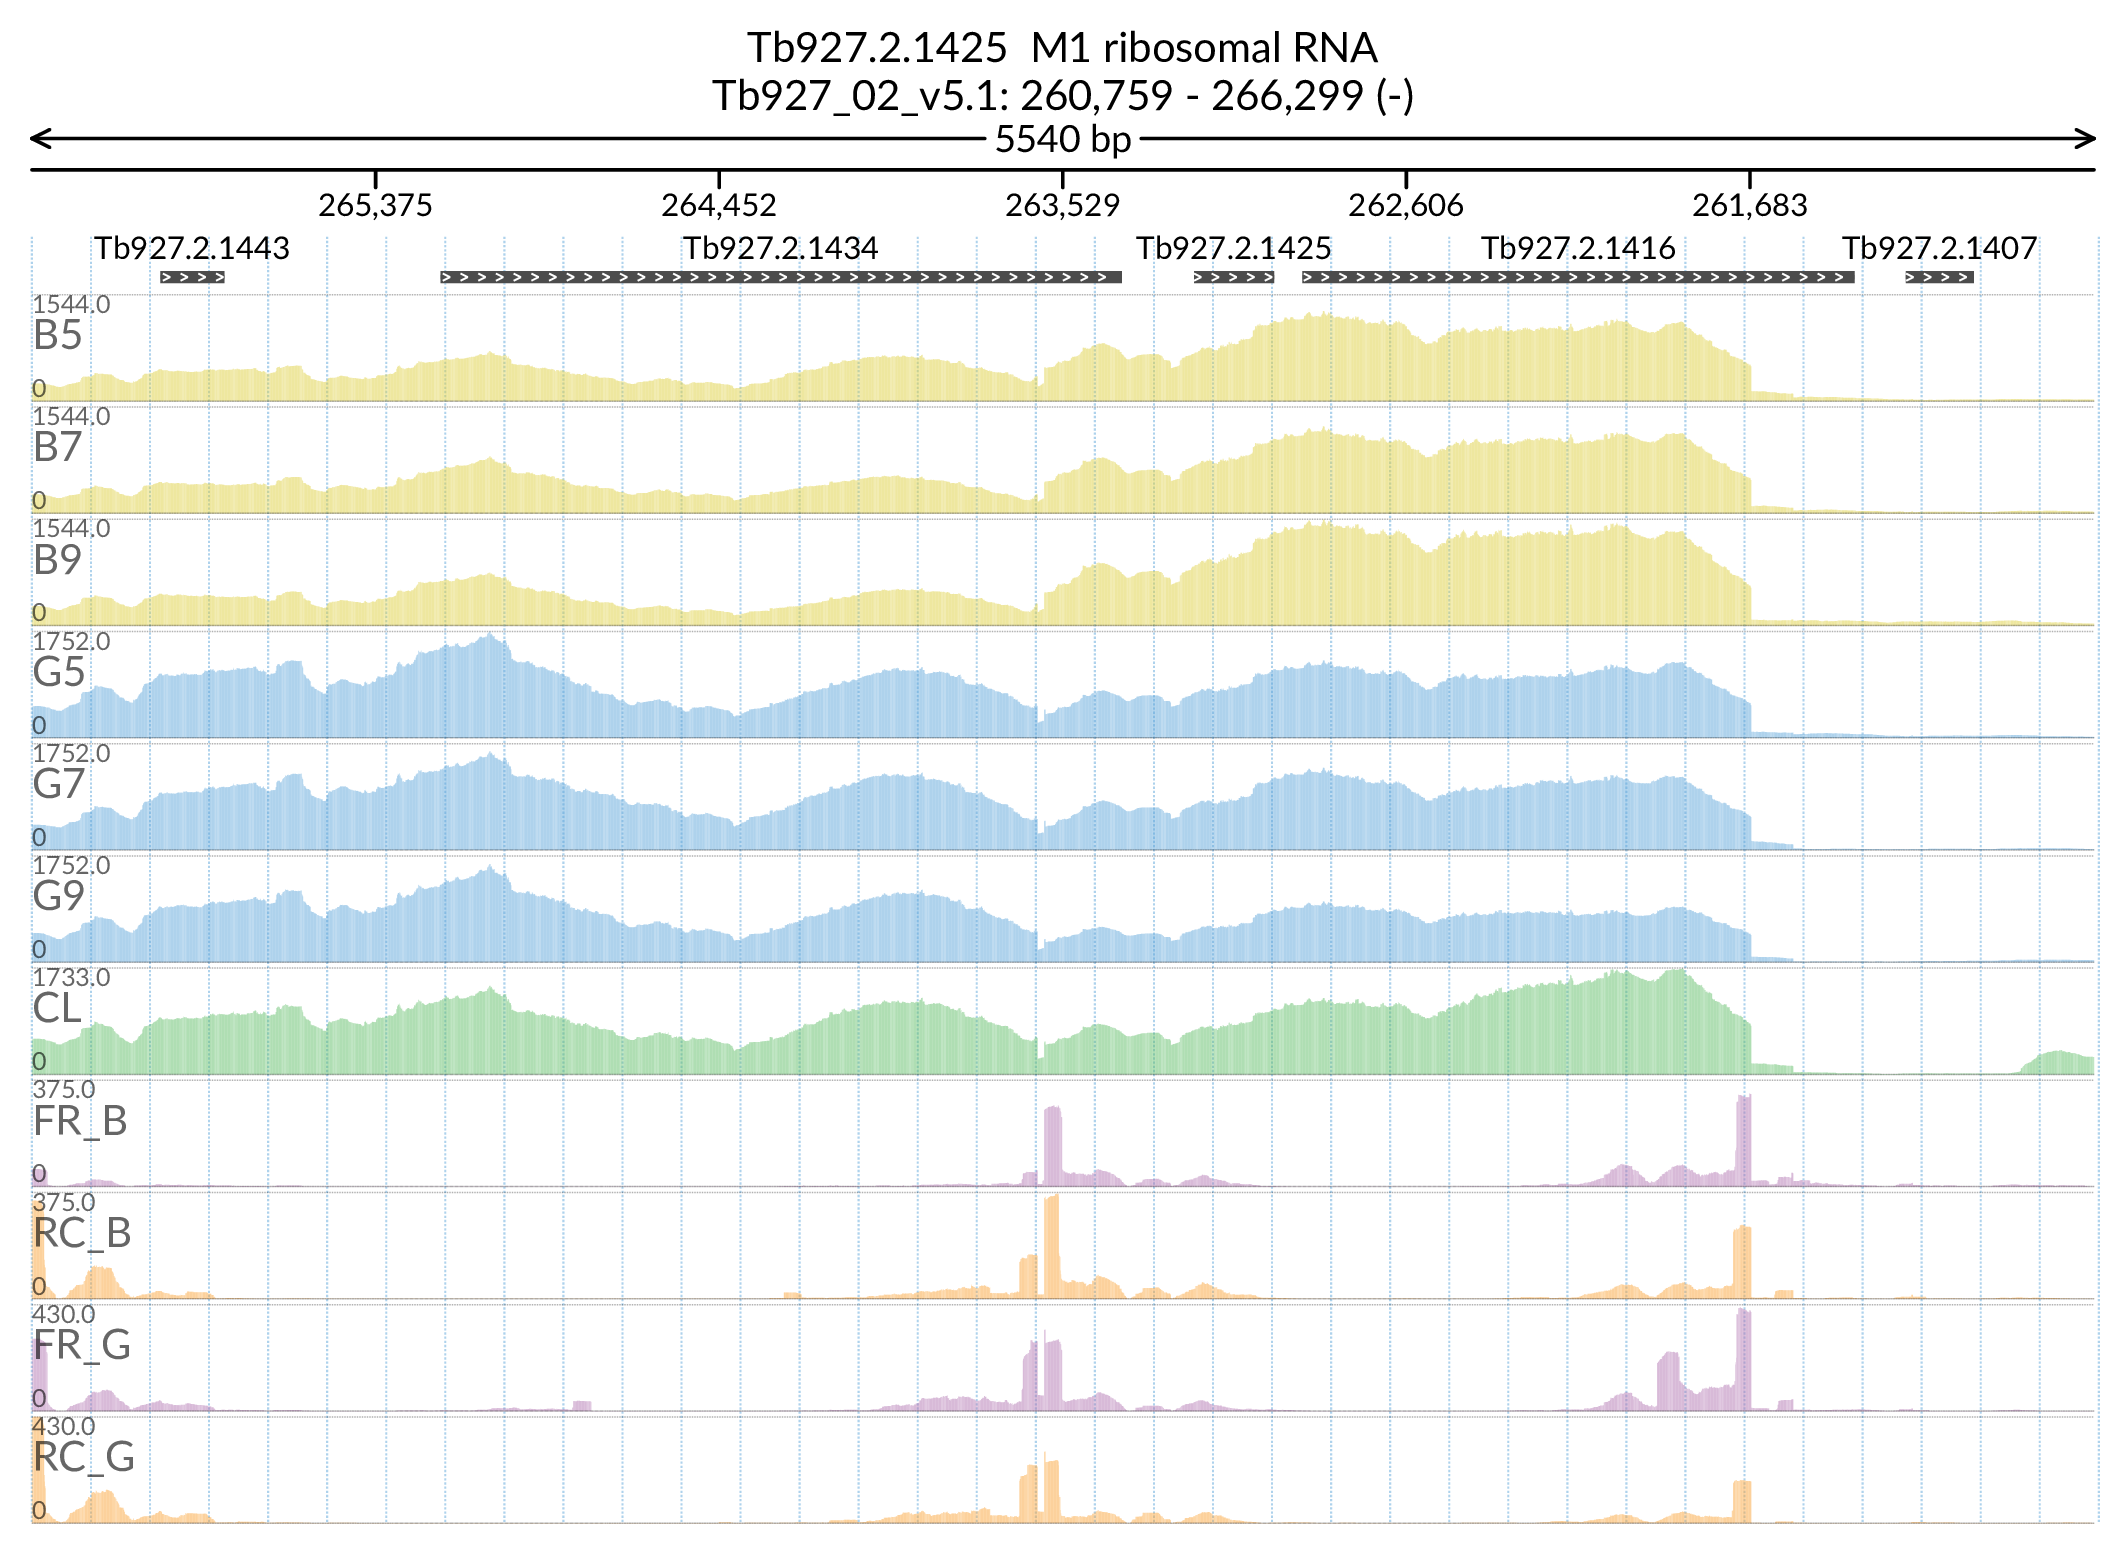 Tb927.2.1425 M1 ribosomal RNA
Tb927_02_v5.1: 260,759 - 266,299 (-)
5540 bp
265,375 264,452 263,529 262,606 261,683
Tb927.2.1443 Tb927.2.1434 Tb927.2.1425 Tb927.2.1416 Tb927.2.1407
1544.0
B5
0
1544.0
B7
0
1544.0
B9
0
1752.0
G5
0
1752.0
G7
0
1752.0
G9
0
1733.0
CL
0
375.0
FR_B
0
375.0
RC_B
0
430.0
FR_G
0
430.0
RC_G
0